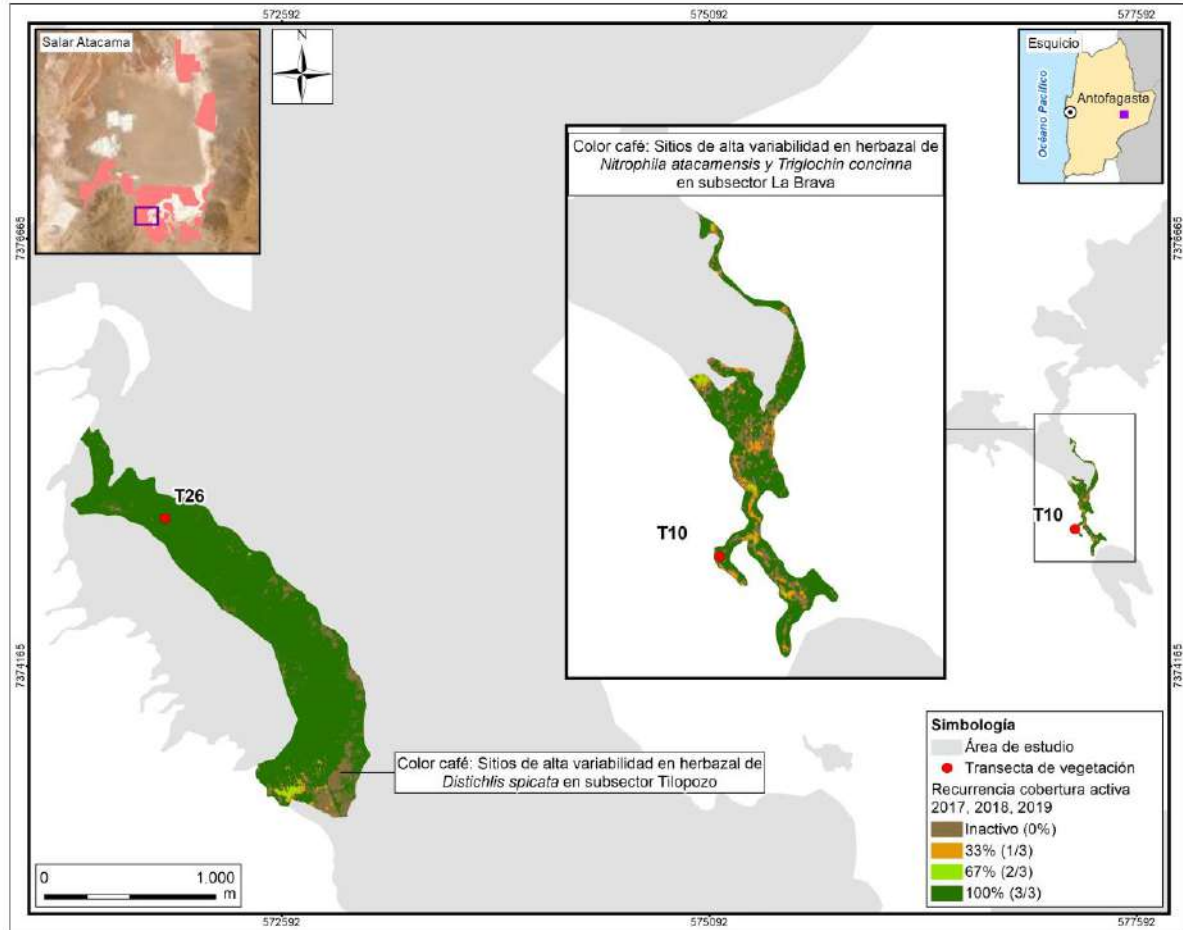 572592
575092
577592
Salar Atacama
N
Esquicio
Océano Pacífico
Antofagasta
Color café: Sitios de alta variabilidad en herbazal de
Nitrophila atacamensis y Triglochin concinna
en subsector La Brava
7376665
7376665
T26
T10
T10
7374165
7374165
Color café: Sitios de alta variabilidad en herbazal de
Distichlis spicata en subsector Tilopozo
Simbología
Área de estudio
Transecta de vegetación
Recurrencia cobertura activa
2017, 2018, 2019
Inactivo (0%)
33% (1/3)
67% (2/3)
100% (3/3)
0
1.000
m
572592
575092
577592